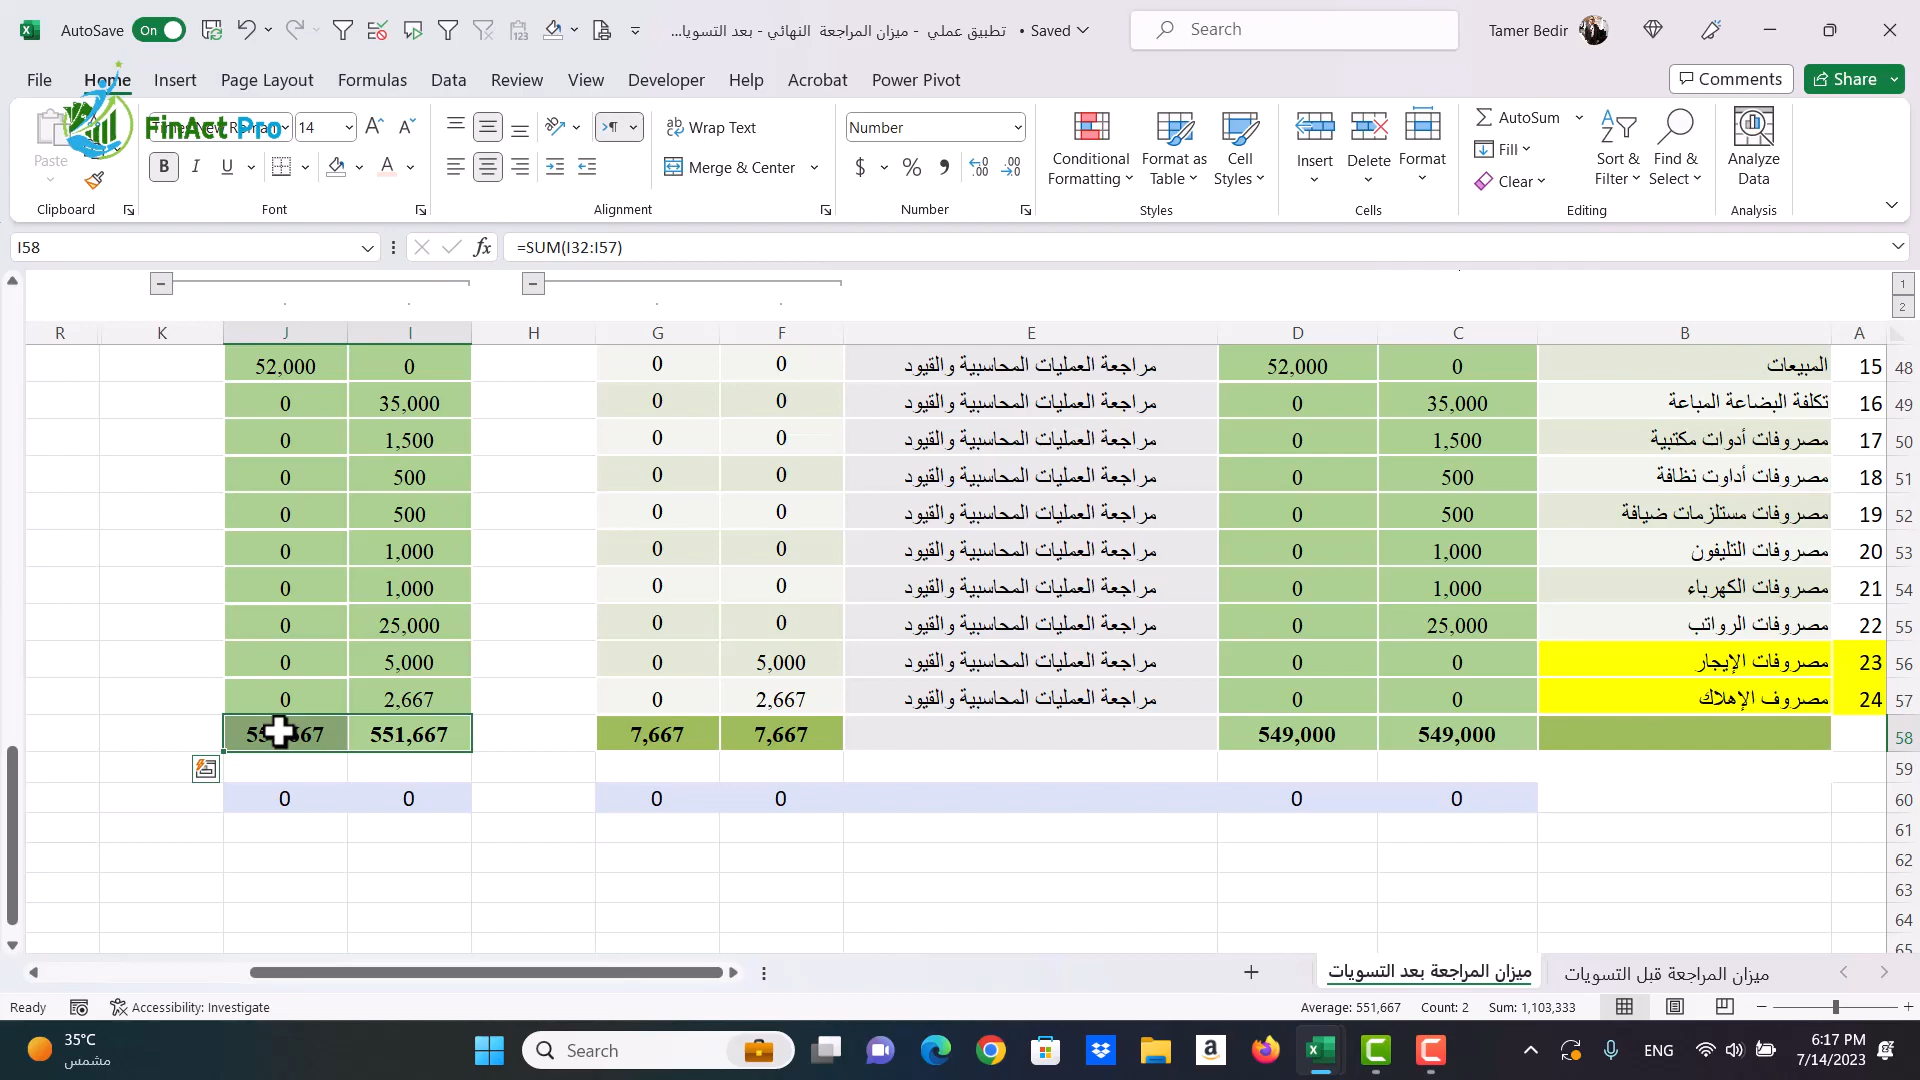 AutoSave On تطبيق عملي - ميزان المراجعة النهائي - بعد التسويا... • Saved Search Tamer Bedir
File Home Insert Page Layout Formulas Data Review View Developer Help Acrobat Power Pivot Comments Share
FinAct Pro
Paste 14 Wrap Text Number AutoSum
Merge & Center Conditional Formatting Format as Table Cell Styles Insert Delete Format Fill Clear Sort & Filter Find & Select Analyze Data
Clipboard Font Alignment Number Styles Cells Editing Analysis
I58 fx =SUM(I32:I57)
1
2
R K J I H G F E D C B A
52,000 0 0 0 مراجعة العمليات المحاسبية والقيود 52,000 0 المبيعات 15 48
0 35,000 0 0 مراجعة العمليات المحاسبية والقيود 0 35,000 تكلفة البضاعة المباعة 16 49
0 1,500 0 0 مراجعة العمليات المحاسبية والقيود 0 1,500 مصروفات أدوات مكتبية 17 50
0 500 0 0 مراجعة العمليات المحاسبية والقيود 0 500 مصروفات أداوت نظافة 18 51
0 500 0 0 مراجعة العمليات المحاسبية والقيود 0 500 مصروفات مستلزمات ضيافة 19 52
0 1,000 0 0 مراجعة العمليات المحاسبية والقيود 0 1,000 مصروفات التليفون 20 53
0 1,000 0 0 مراجعة العمليات المحاسبية والقيود 0 1,000 مصروفات الكهرباء 21 54
0 25,000 0 0 مراجعة العمليات المحاسبية والقيود 0 25,000 مصروفات الرواتب 22 55
0 5,000 0 5,000 مراجعة العمليات المحاسبية والقيود 0 0 مصروفات الإيجار 23 56
0 2,667 0 2,667 مراجعة العمليات المحاسبية والقيود 0 0 مصروف الإهلاك 24 57
551,667 7,667 7,667 549,000 549,000 58
59
0 0 0 0 0 0 60
61
62
63
64
65
ميزان المراجعة بعد التسويات ميزان المراجعة قبل التسويات
Ready Accessibility: Investigate Average: 551,667 Count: 2 Sum: 1,103,333
35°C
مشمس
Search ENG 6:17 PM
7/14/2023